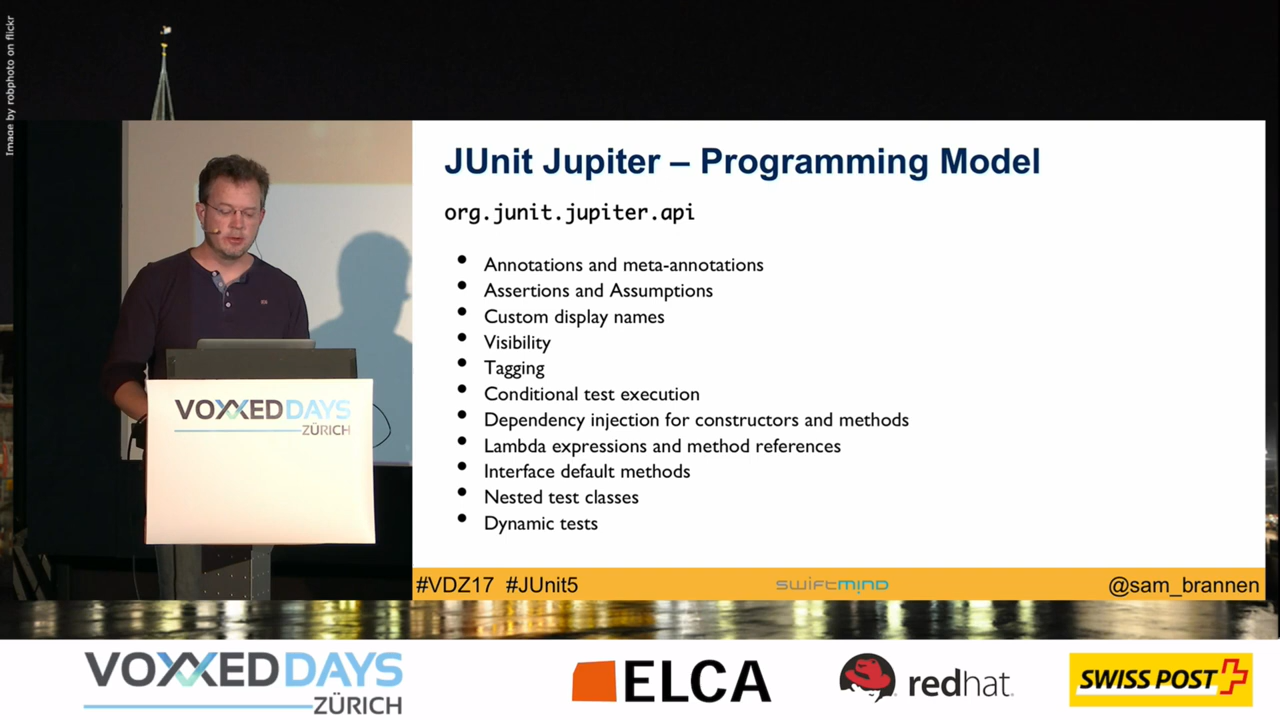 Image by robphoto on flickr
JUnit Jupiter – Programming Model
org.junit.jupiter.api
• Annotations and meta-annotations
• Assertions and Assumptions
• Custom display names
• Visibility
• Tagging
• Conditional test execution
• Dependency injection for constructors and methods
• Lambda expressions and method references
• Interface default methods
• Nested test classes
• Dynamic tests
VOXXED DAYS
ZÜRICH
#VDZ17 #JUnit5
swiftmind
@sam_brannen
VOXXED DAYS
ZÜRICH
ELCA
redhat.
SWISS POST